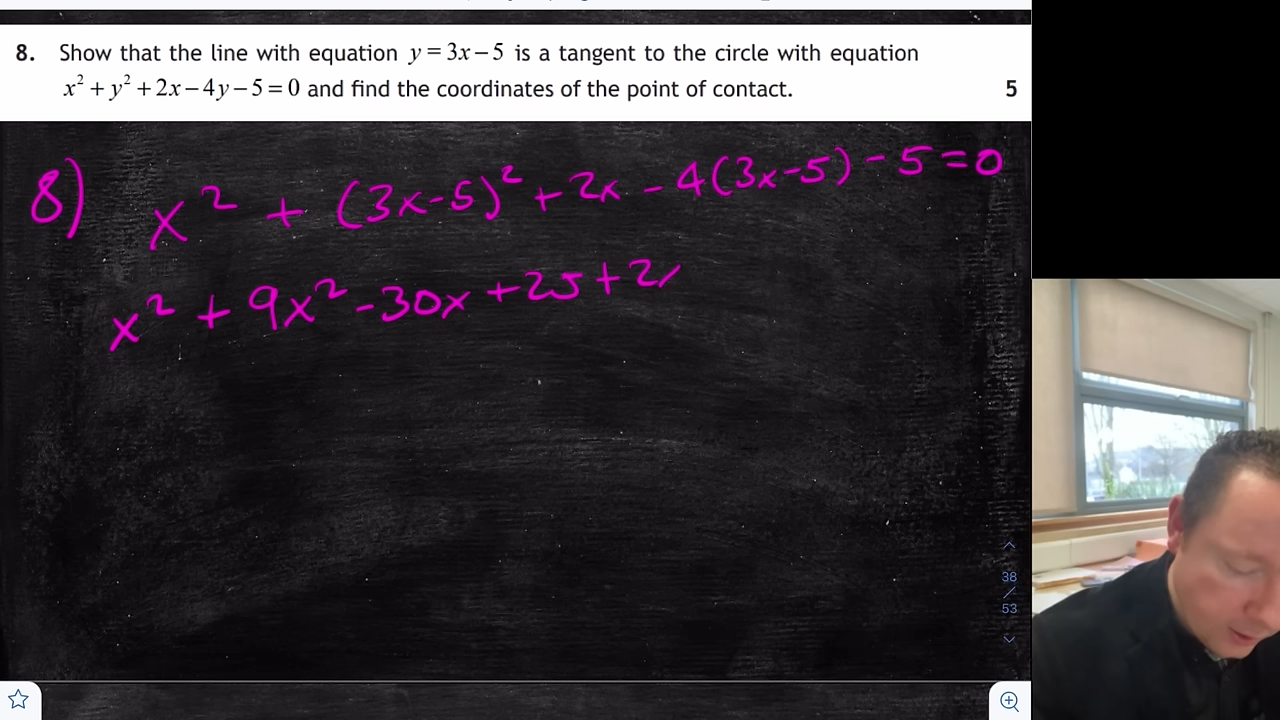 8. Show that the line with equation y = 3x − 5 is a tangent to the circle with equation
x² + y² + 2x − 4y − 5 = 0 and find the coordinates of the point of contact. 5
8) x² + (3x-5)² + 2x - 4(3x-5) - 5 = 0
x² + 9x² - 30x + 25 + 2
38
/
53